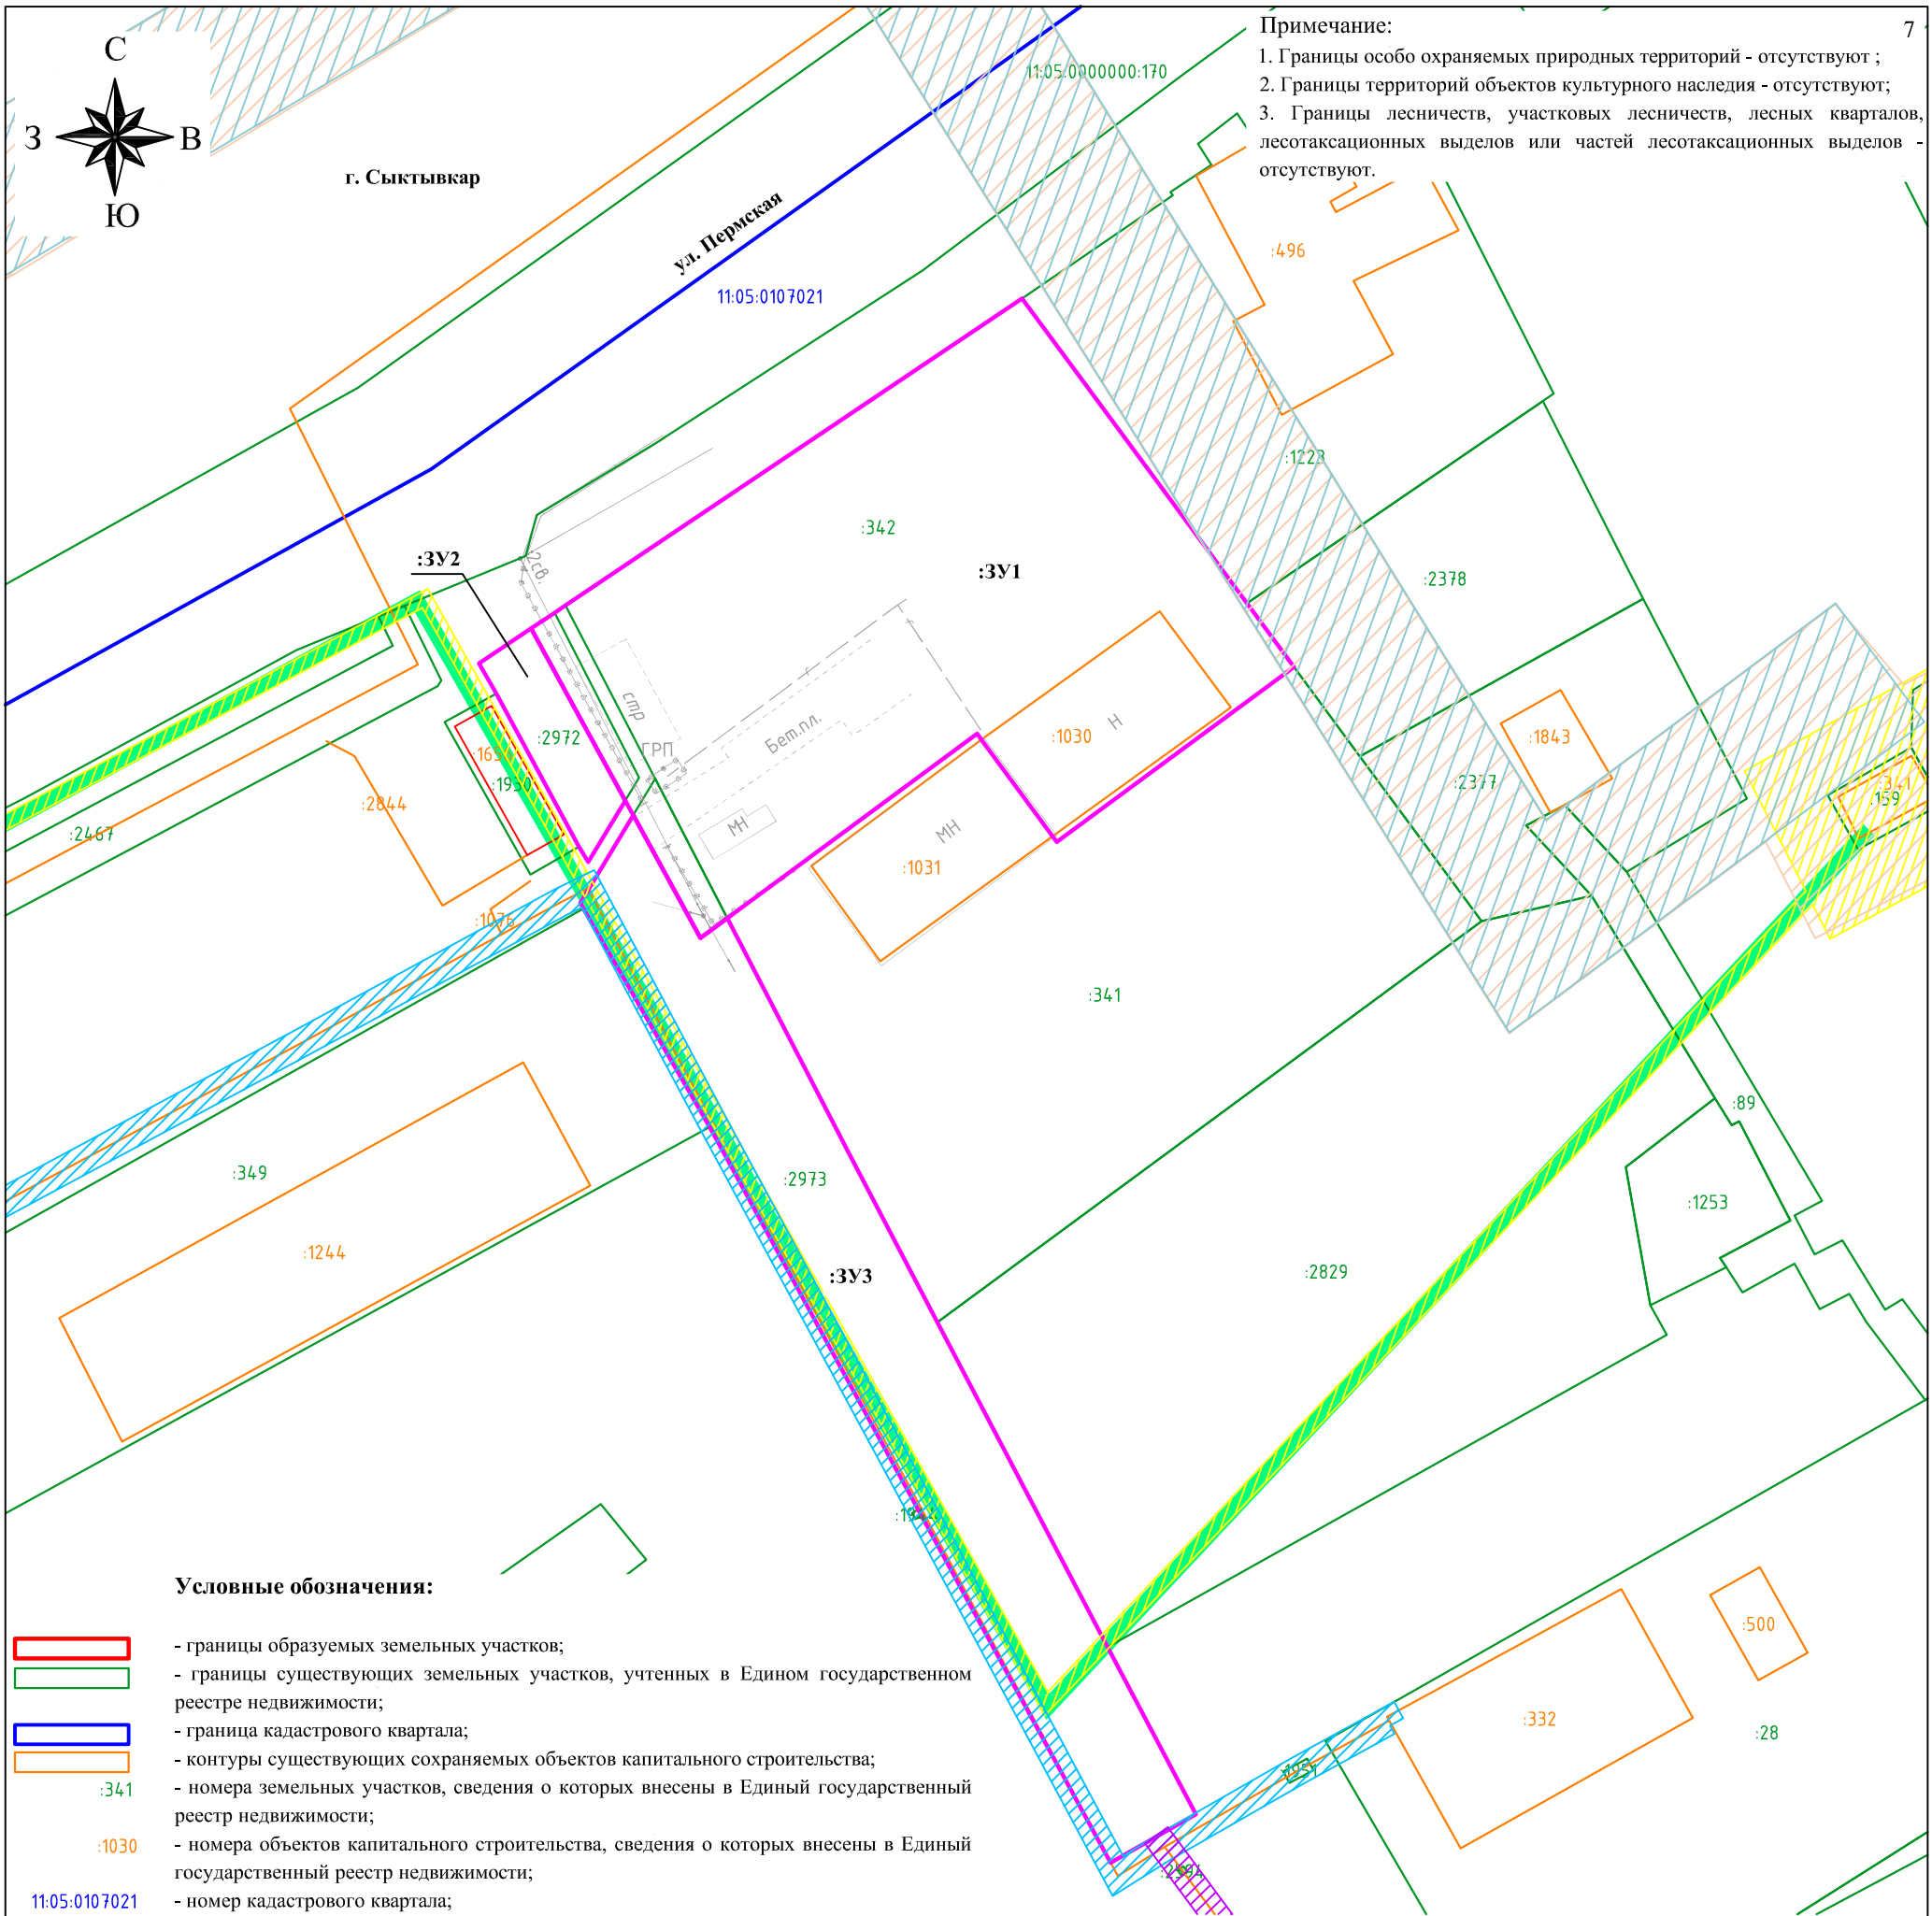 7
Примечание:
1. Границы особо охраняемых природных территорий - отсутствуют ;
2. Границы территорий объектов культурного наследия - отсутствуют;
3. Границы лесничеств, участковых лесничеств, лесных кварталов,
лесотаксационных выделов или частей лесотаксационных выделов -
отсутствуют.
С
З
В
Ю
г. Сыктывкар
ул. Пермская
11:05:0107021
11:05:0000000:170
:496
:1223
:342
:ЗУ1
:ЗУ2
2св.
:2378
стр
ГРП
Бет.пл.
:2972
:1030
Н
:1843
:2377
:341
:159
:1950
:2844
:2467
МН
МН
:1031
:1076
:341
:89
:349
:2973
:1253
:1244
:ЗУ3
:2829
:500
:332
:28
:1951
Условные обозначения:
- границы образуемых земельных участков;
- границы существующих земельных участков, учтенных в Едином государственном
реестре недвижимости;
- граница кадастрового квартала;
- контуры существующих сохраняемых объектов капитального строительства;
:341 - номера земельных участков, сведения о которых внесены в Единый государственный
реестр недвижимости;
:1030 - номера объектов капитального строительства, сведения о которых внесены в Единый
государственный реестр недвижимости;
11:05:0107021 - номер кадастрового квартала;